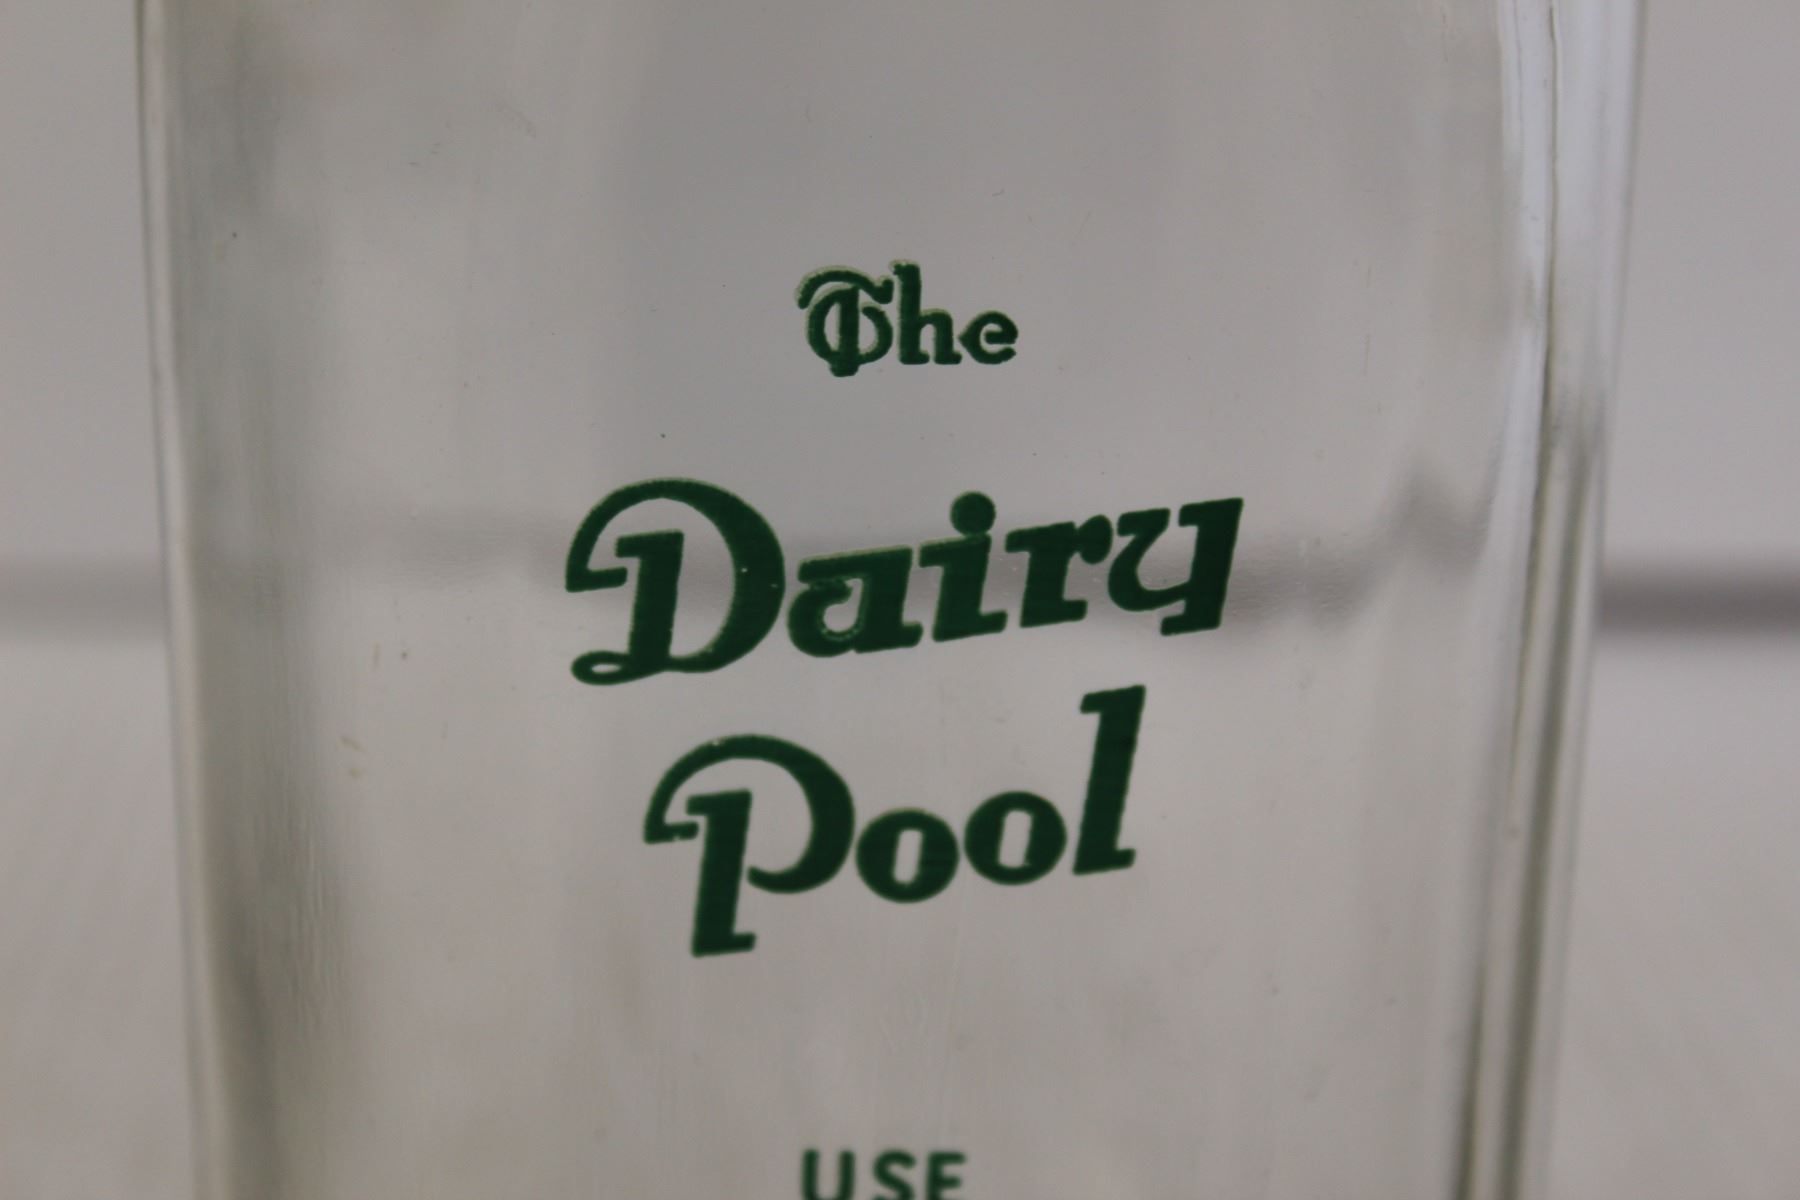 The
Dairy
Pool
USE